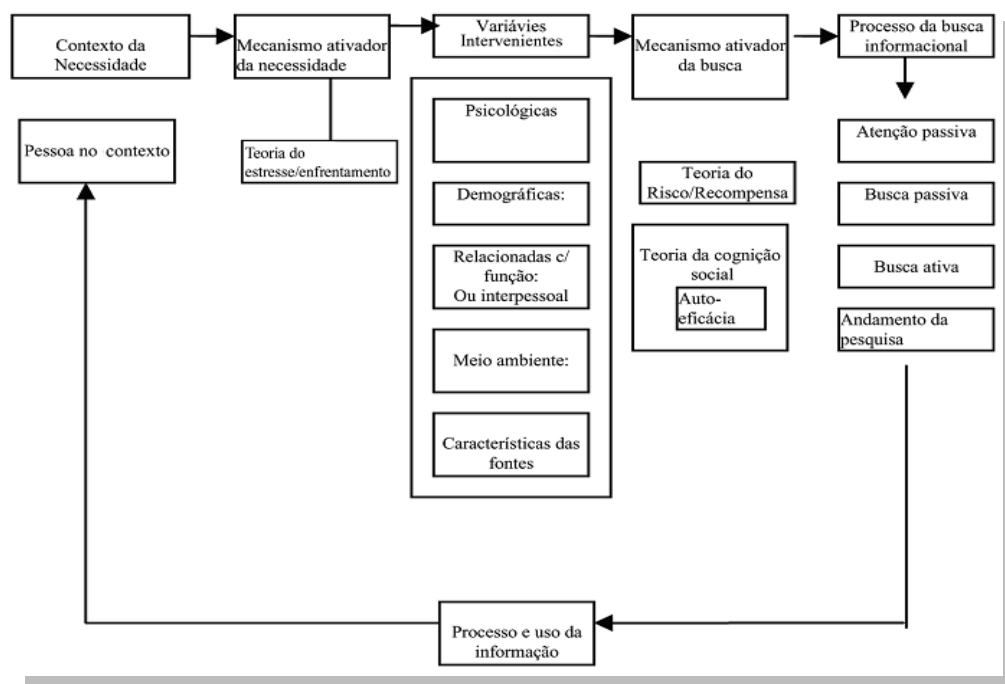 Contexto da
Necessidade
Mecanismo ativador
da necessidade
Variávies
Intervenientes
Mecanismo ativador
da busca
Processo da busca
informacional
Pessoa no contexto
Teoria do
estresse/enfrentamento
Psicológicas
Demográficas:
Relacionadas c/
função:
Ou interpessoal
Meio ambiente:
Características das
fontes
Teoria do
Risco/Recompensa
Teoria da cognição
social
Auto-
eficácia
Atenção passiva
Busca passiva
Busca ativa
Andamento da
pesquisa
Processo e uso da
informação